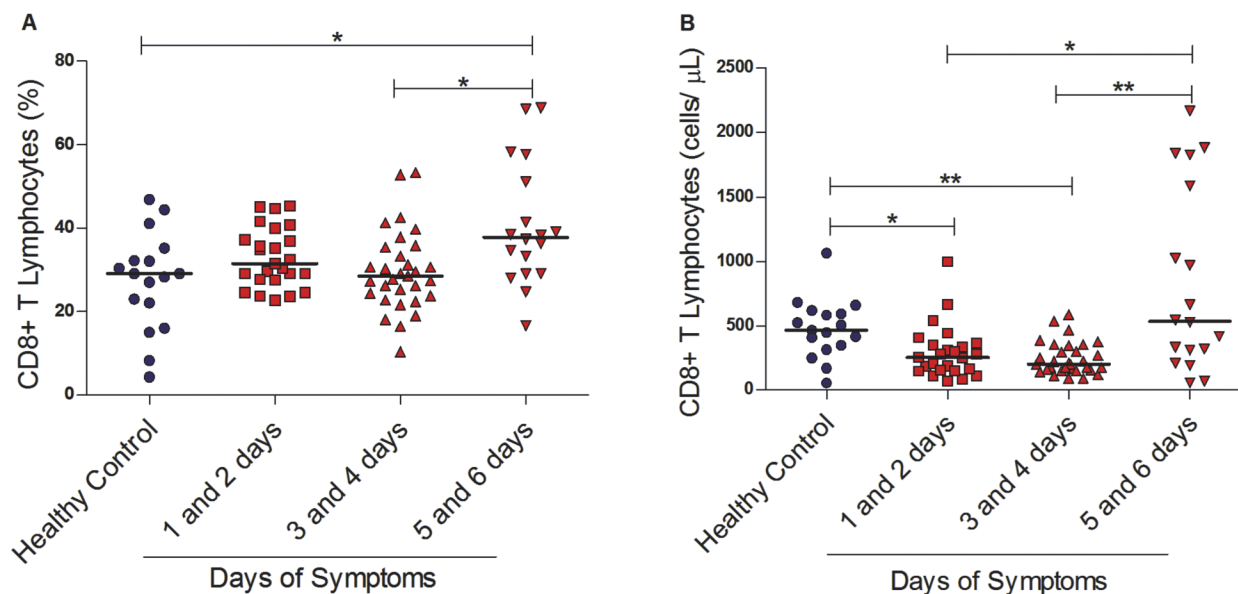 A
*
*
CD8+ T Lymphocytes (%)
80
60
40
20
0
Healthy Control
1 and 2 days
3 and 4 days
5 and 6 days
Days of Symptoms
B
*
**
**
*
CD8+ T Lymphocytes (cells/ μL)
2500
2000
1500
1000
500
0
Healthy Control
1 and 2 days
3 and 4 days
5 and 6 days
Days of Symptoms